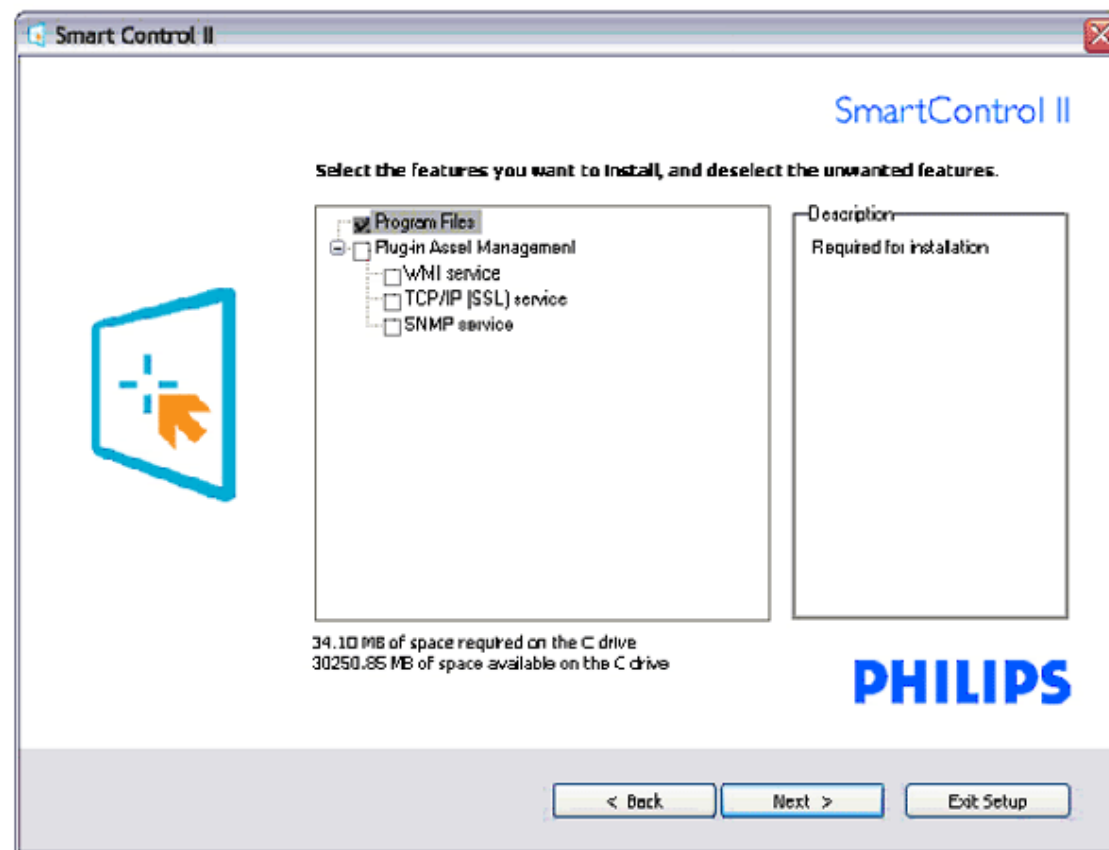 Smart Control II
SmartControl II
Select the features you want to install, and deselect the unwanted features.
Program Files
Plug-in Asset Management
WMI service
TCP/IP (SSL) service
SNMP service
Description
Required for installation
34.10 MB of space required on the C drive
30250.85 MB of space available on the C drive
PHILIPS
< Back
Next >
Exit Setup